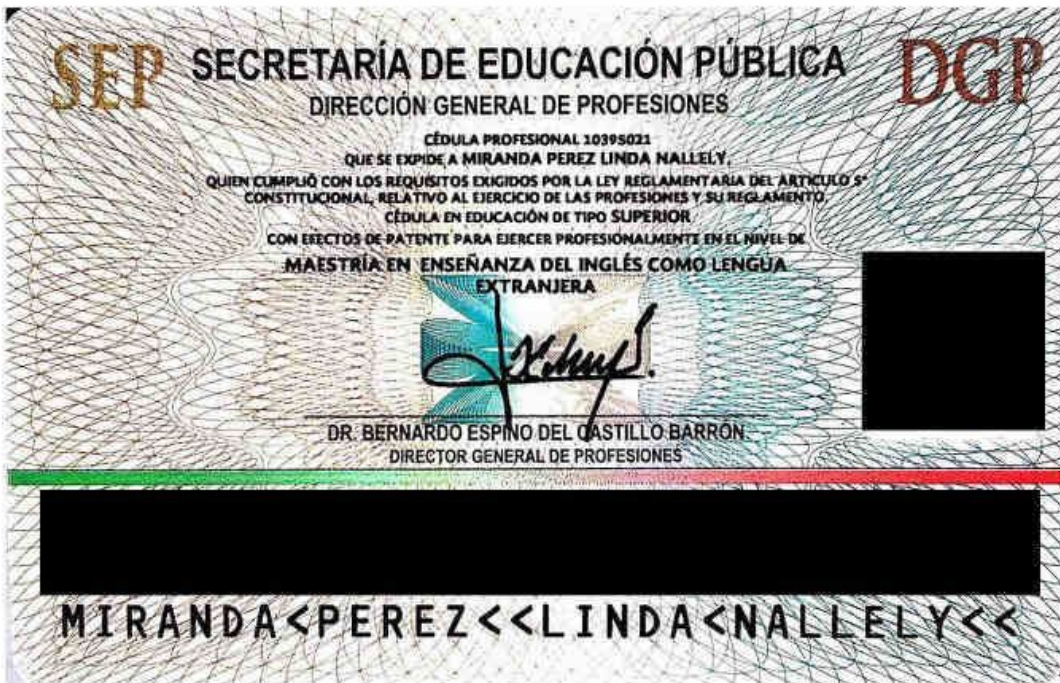 SEP
SECRETARÍA DE EDUCACIÓN PÚBLICA
DGP
DIRECCIÓN GENERAL DE PROFESIONES
CÉDULA PROFESIONAL 10395021
QUE SE EXPIDE A MIRANDA PEREZ LINDA NALLELY,
QUIEN CUMPLIÓ CON LOS REQUISITOS EXIGIDOS POR LA LEY REGLAMENTARIA DEL ARTICULO 5°
CONSTITUCIONAL, RELATIVO AL EJERCICIO DE LAS PROFESIONES Y SU REGLAMENTO,
CÉDULA EN EDUCACIÓN DE TIPO SUPERIOR
CON EFECTOS DE PATENTE PARA EJERCER PROFESIONALMENTE EN EL NIVEL DE
MAESTRÍA EN ENSEÑANZA DEL INGLÉS COMO LENGUA
EXTRANJERA
DR. BERNARDO ESPINO DEL CASTILLO BARRÓN
DIRECTOR GENERAL DE PROFESIONES
MIRANDA<PEREZ<<LINDA<NALLELY<<